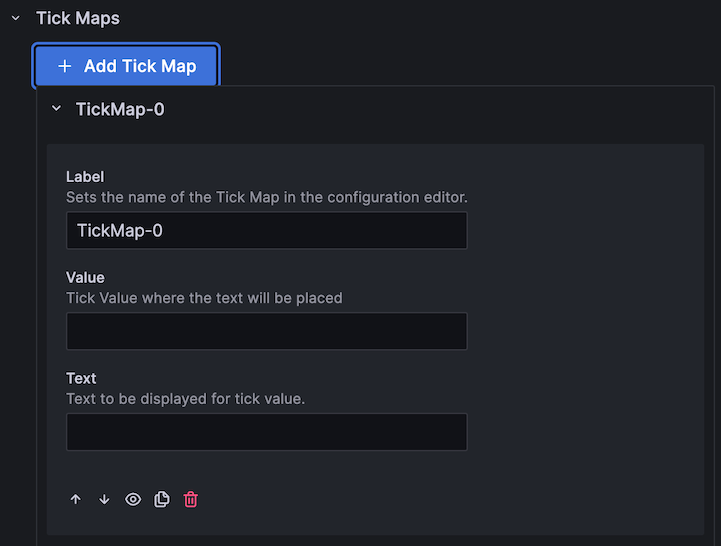 Tick Maps
Add Tick Map
TickMap-0
Label
Sets the name of the Tick Map in the configuration editor.
TickMap-0
Value
Tick Value where the text will be placed
Text
Text to be displayed for tick value.